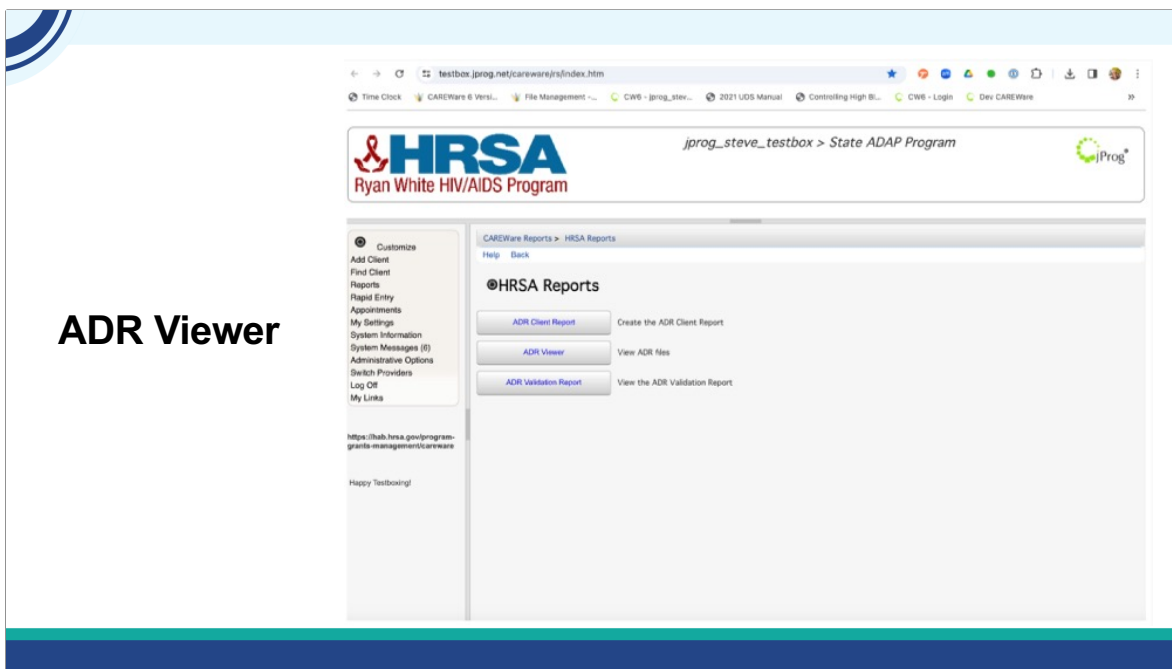 ADR Viewer
testbox.jprog.net/careware/rs/index.htm
Time Clock CAREWare 6 Versi... File Management -... CW6 - jprog_stev... 2021 UDS Manual Controlling High Bl... CW6 - Login Dev CAREWare »
HRSA
Ryan White HIV/AIDS Program
jprog_steve_testbox > State ADAP Program
jProg
Customize
Add Client
Find Client
Reports
Rapid Entry
Appointments
My Settings
System Information
System Messages (6)
Administrative Options
Switch Providers
Log Off
My Links
https://hab.hrsa.gov/program-
grants-management/careware
Happy Testboxing!
CAREWare Reports > HRSA Reports
Help Back
HRSA Reports
ADR Client Report Create the ADR Client Report
ADR Viewer View ADR files
ADR Validation Report View the ADR Validation Report